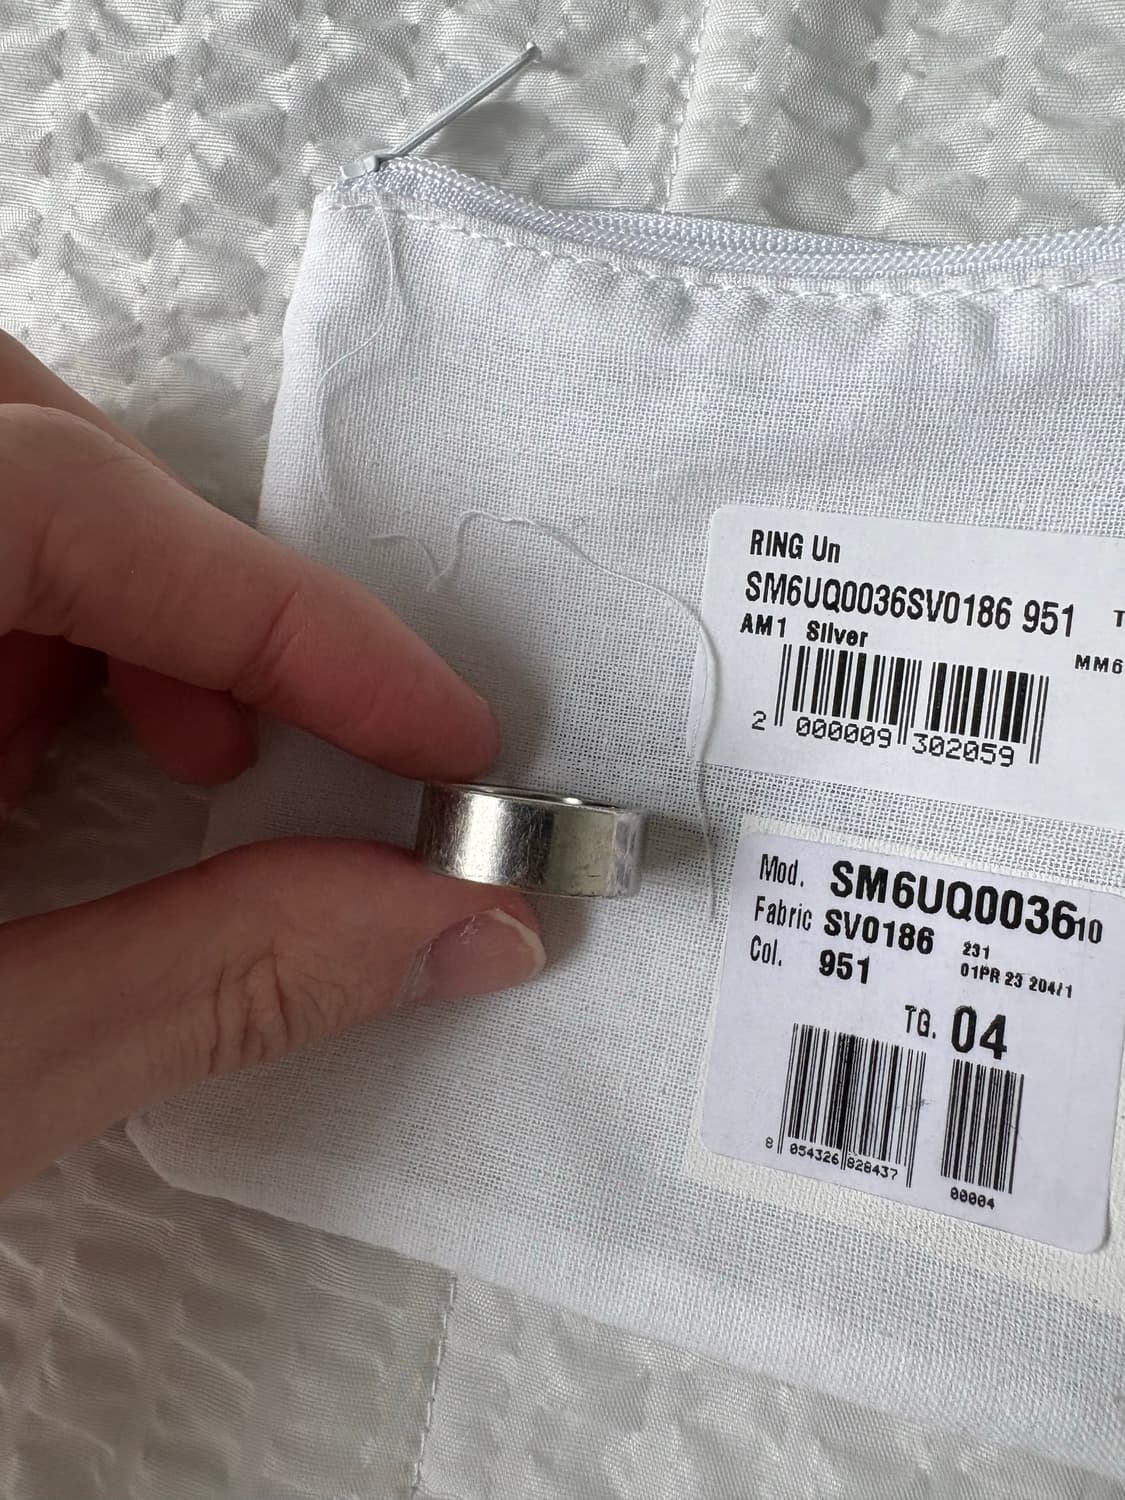 RING Un
SM6UQ0036SV0186 951 T
AM1 Silver
MM6
2 000009 302059
Mod. SM6UQ0036 10
Fabric SV0186 231
Col. 951 01PR 23 204/1
TG. 04
8 054326 828437
00004